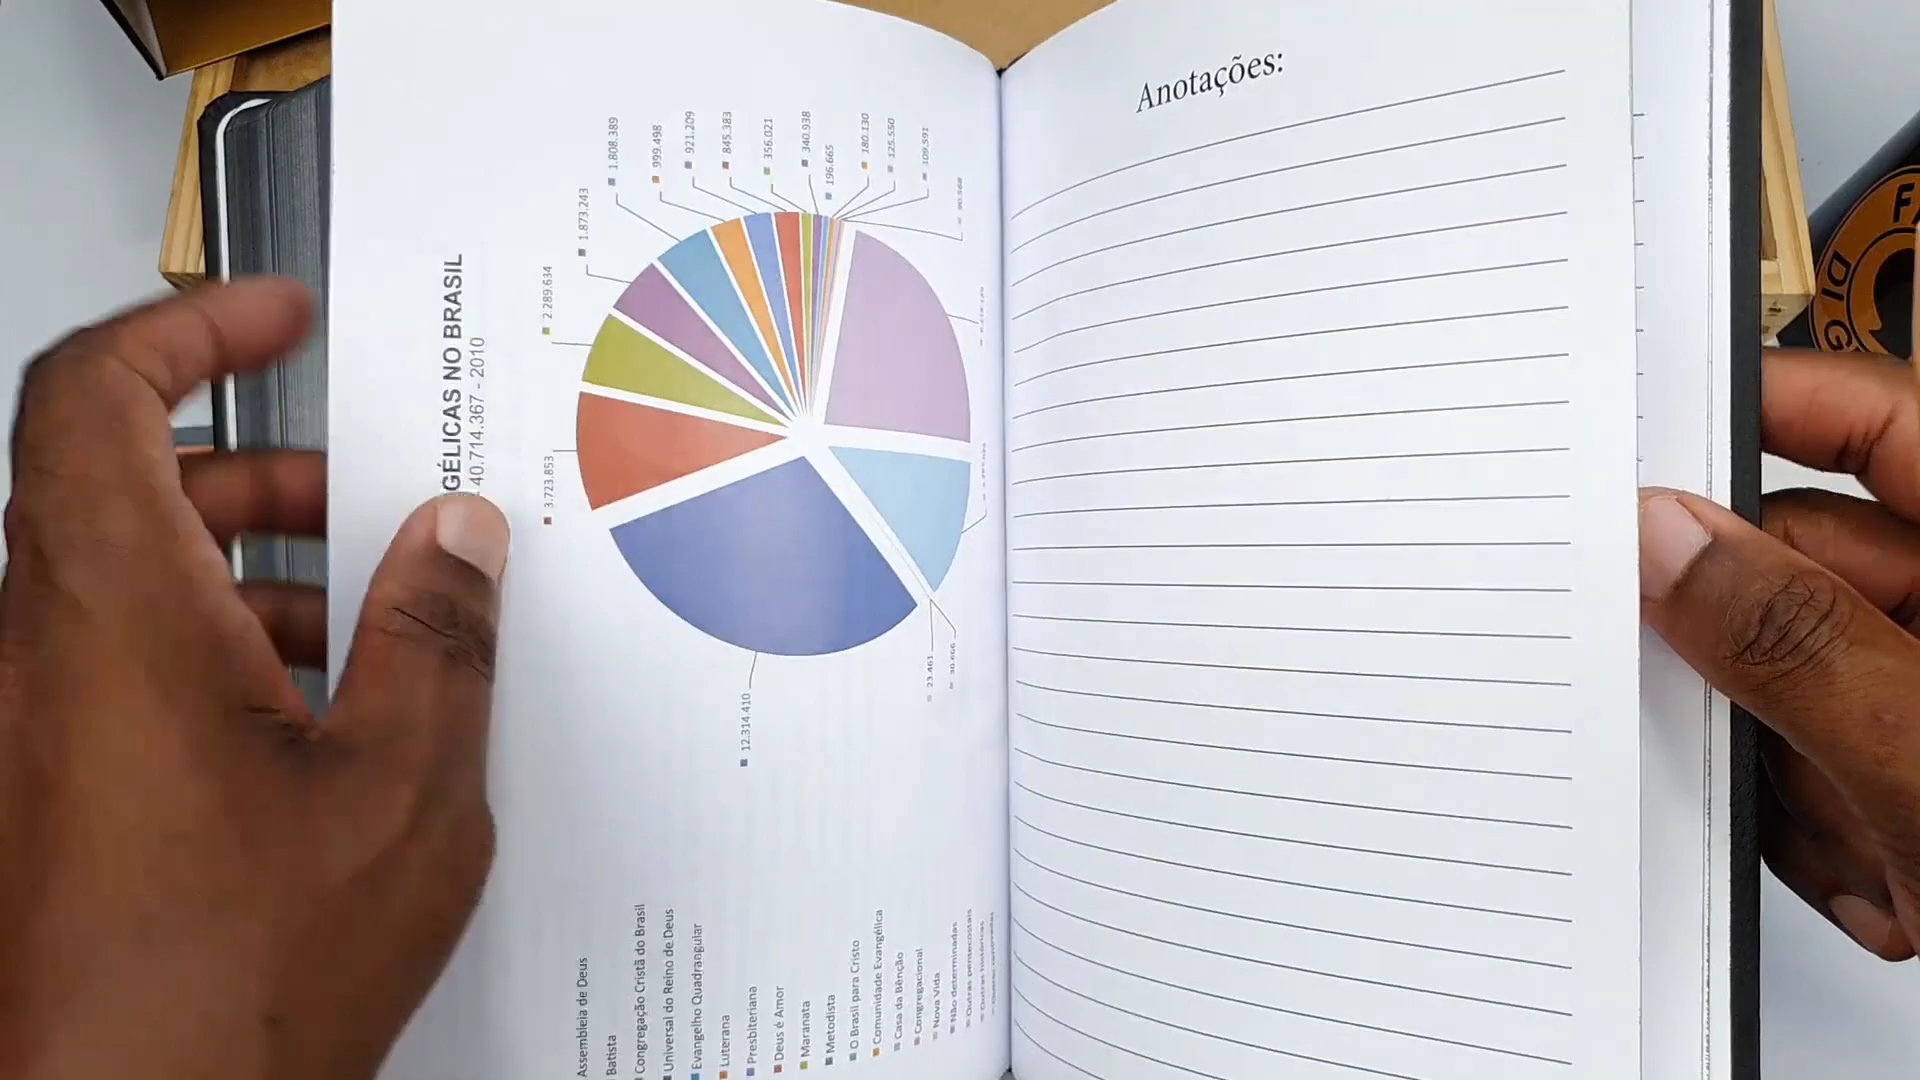 GÉLICAS NO BRASIL
40.714.367 - 2010
12.314.410
3.723.853
2.289.634
1.873.243
1.808.389
999.498
921.209
845.383
356.021
340.938
196.665
180.130
125.550
109.591
23.461
Assembleia de Deus
Batista
Congregação Cristã do Brasil
Universal do Reino de Deus
Evangelho Quadrangular
Luterana
Presbiteriana
Deus é Amor
Maranata
Metodista
O Brasil para Cristo
Comunidade Evangélica
Casa da Bênção
Congregacional
Nova Vida
Não determinadas
Outras pentecostais
Outras históricas
Anotações:
FA
DI G